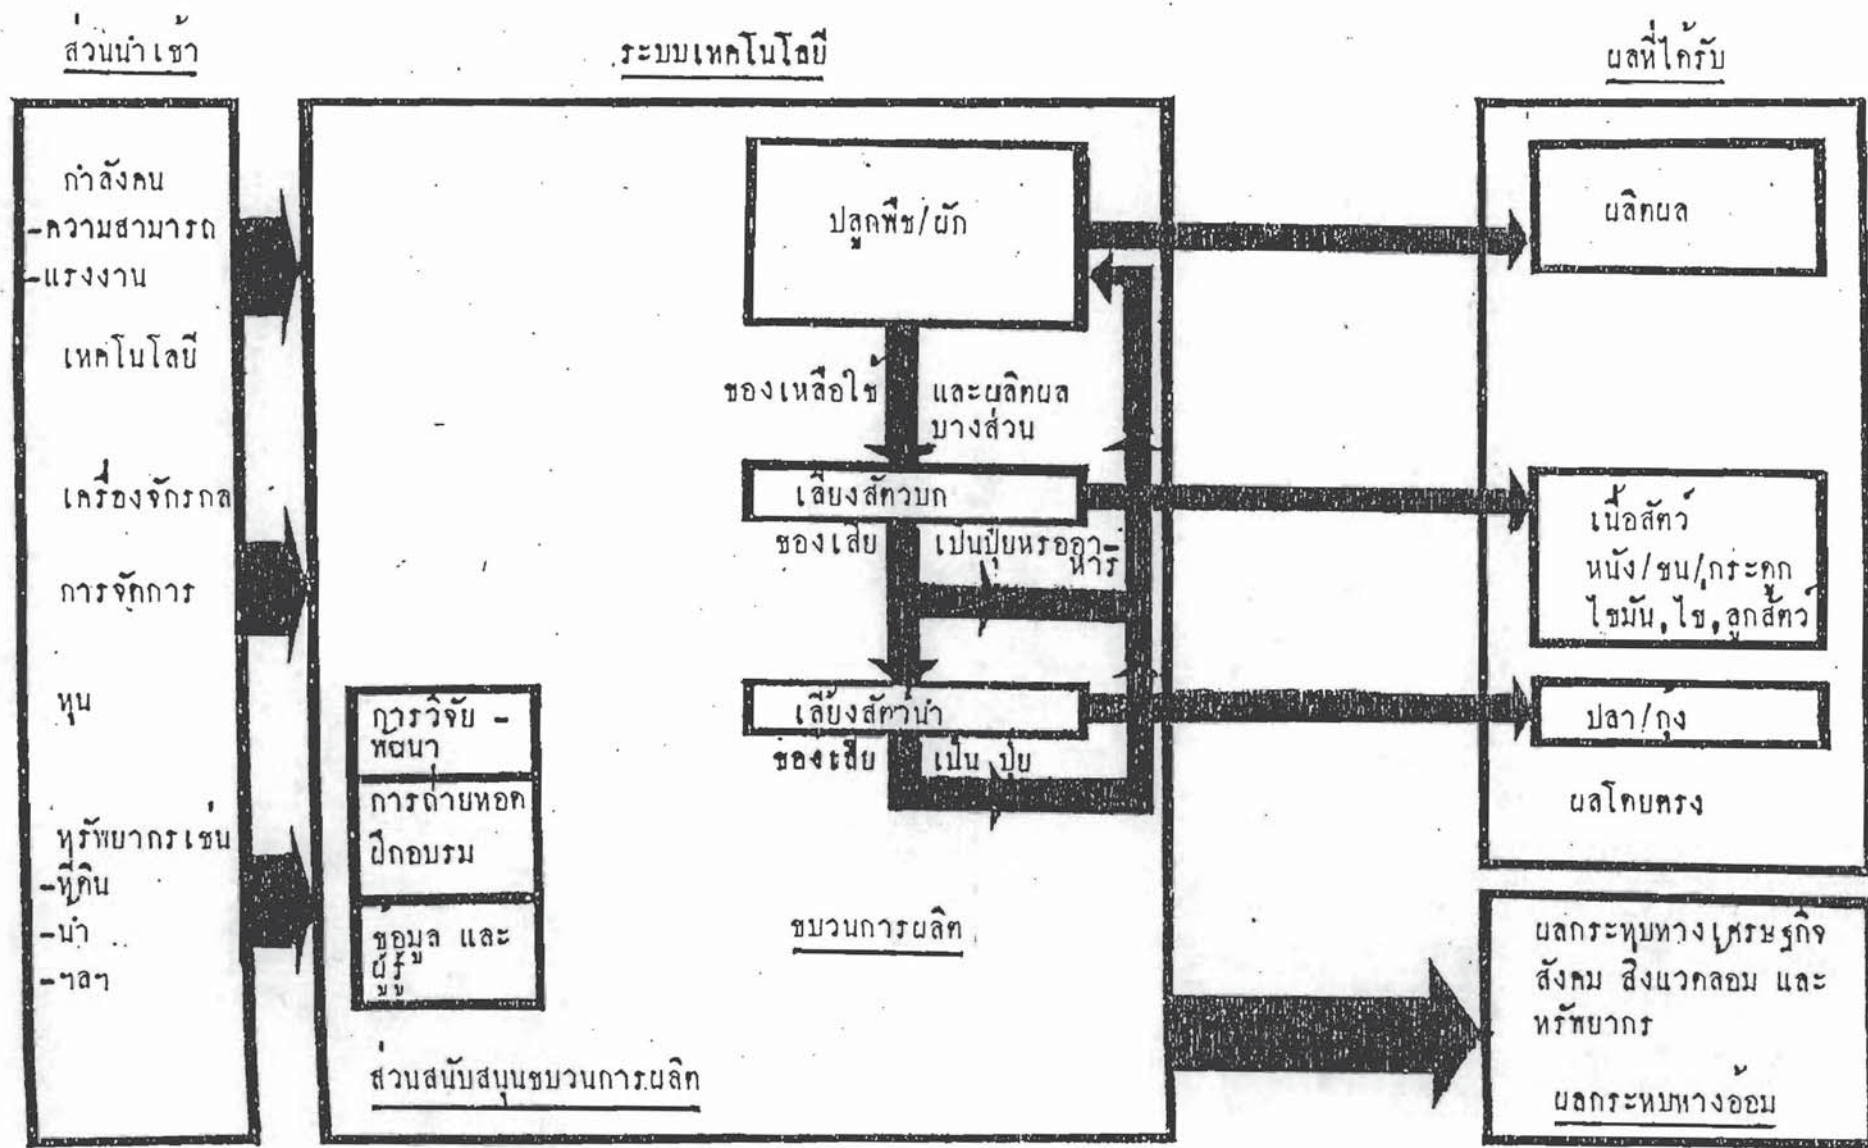 ส่วนนำเข้า
ระบบเทคโนโลยี
ผลที่ได้รับ
กำลังคน
-ความสามารถ
-แรงงาน
เทคโนโลยี
เครื่องจักรกล
การจัดการ
ทุน
ทรัพยากรเช่น
-ที่ดิน
-น้ำ
-ฯลฯ
ปลูกพืช/ผัก
ของเหลือใช้ และผลิตผล
บางส่วน
เลี้ยงสัตว์บก
ของเสีย เป็นปุ๋ยหรืออา-
หาร
เลี้ยงสัตว์น้ำ
ของเสีย เป็น ปุ๋ย
การวิจัย -
พัฒนา
การถ่ายทอด
ฝึกอบรม
ข้อมูล และ
ผู้รู้
ขบวนการผลิต
ส่วนสนับสนุนขบวนการผลิต
ผลิตผล
เนื้อสัตว์
หนัง/ขน/กระดูก
ไขมัน,ไข่,ลูกสัตว์
ปลา/กุ้ง
ผลโดยตรง
ผลกระทบทางเศรษฐกิจ
สังคม สิ่งแวดลอม และ
ทรัพยากร
ผลกระทบทางอ้อม